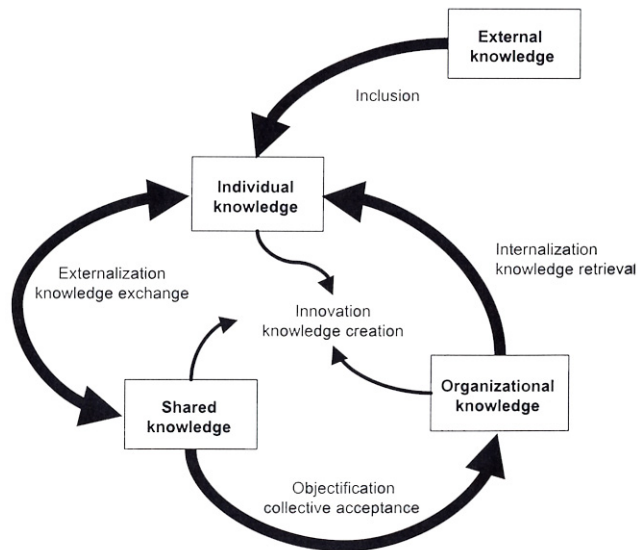 External
knowledge
Inclusion
Individual
knowledge
Internalization
knowledge retrieval
Externalization
knowledge exchange
Innovation
knowledge creation
Shared
knowledge
Organizational
knowledge
Objectification
collective acceptance